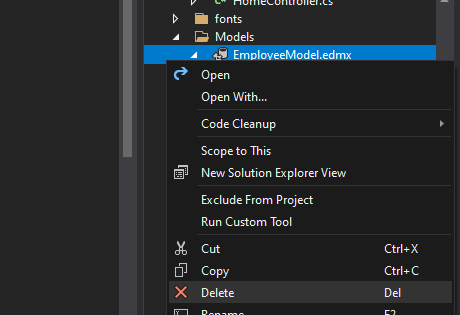 HomeController.cs
fonts
Models
EmployeeModel.edmx
Open
Open With...
Code Cleanup
Scope to This
New Solution Explorer View
Exclude From Project
Run Custom Tool
Cut Ctrl+X
Copy Ctrl+C
Delete Del
Rename F2